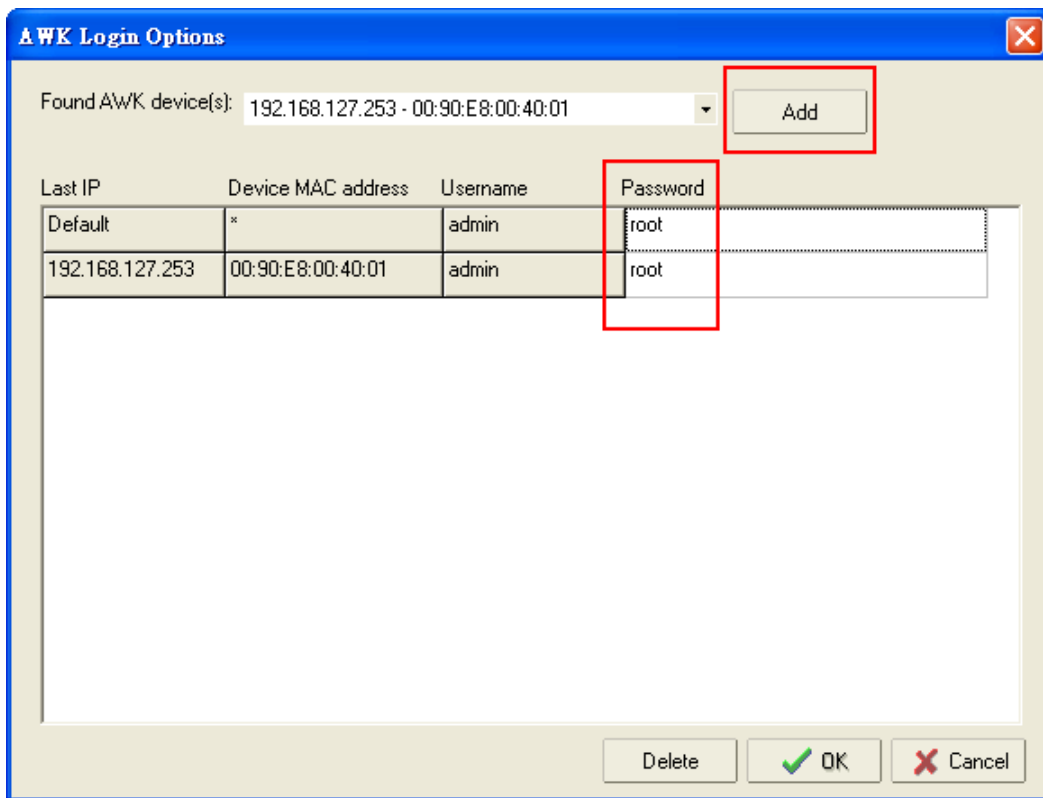 AWK Login Options
Found AWK device(s): 192.168.127.253 - 00:90:E8:00:40:01 Add
Last IP Device MAC address Username Password
Default * admin root
192.168.127.253 00:90:E8:00:40:01 admin root
Delete OK Cancel